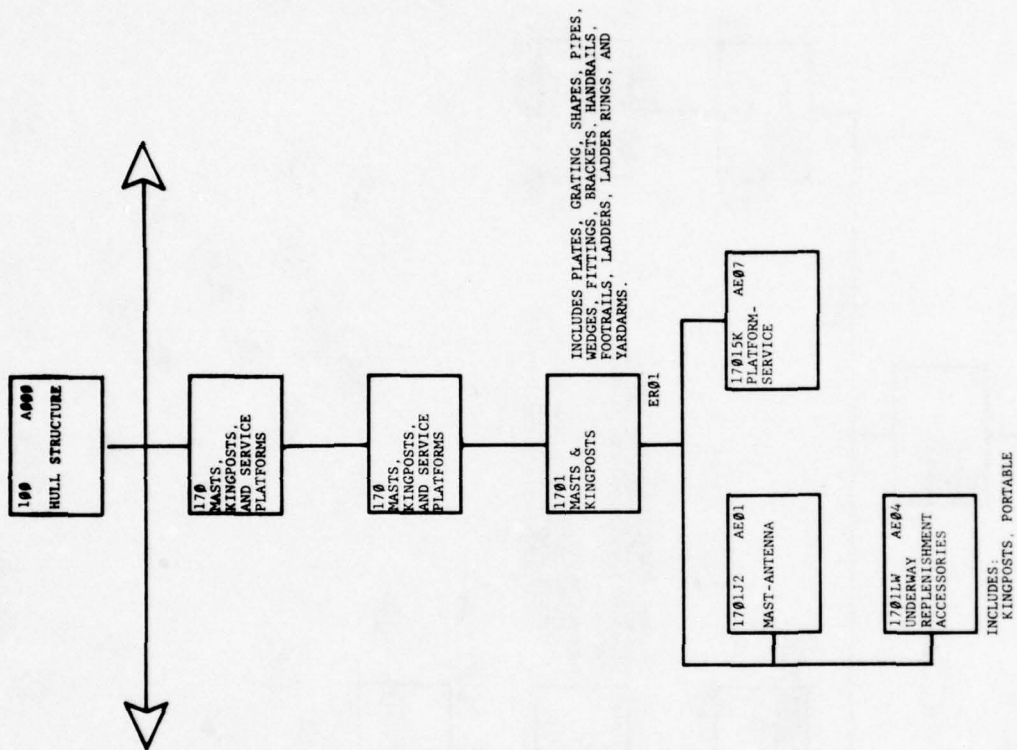 100 A000
HULL STRUCTURE
170
MASTS,
KINGPOSTS,
AND SERVICE
PLATFORMS
170
MASTS,
KINGPOSTS,
AND SERVICE
PLATFORMS
1701
MASTS &
KINGPOSTS
INCLUDES PLATES, GRATING, SHAPES, PIPES,
WEDGES, FITTINGS, BRACKETS, HANDRAILS,
FOOTRAILS, LADDERS, LADDER RUNGS, AND
YARDARMS.
ER01
1701J2 AE01
MAST-ANTENNA
17015K AE07
PLATFORM-
SERVICE
1701LW AE04
UNDERWAY
REPLENISHMENT
ACCESSORIES
INCLUDES:
KINGPOSTS, PORTABLE